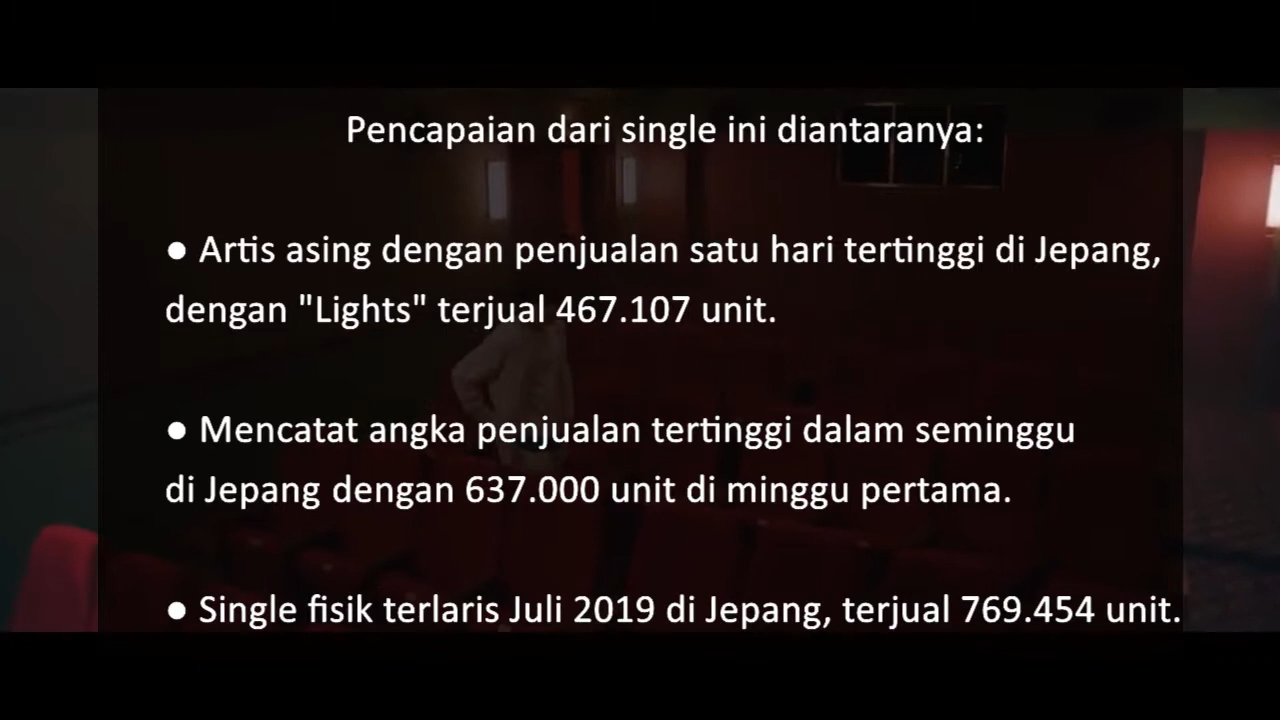 Pencapaian dari single ini diantaranya:
● Artis asing dengan penjualan satu hari tertinggi di Jepang,
dengan "Lights" terjual 467.107 unit.
● Mencatat angka penjualan tertinggi dalam seminggu
di Jepang dengan 637.000 unit di minggu pertama.
● Single fisik terlaris Juli 2019 di Jepang, terjual 769.454 unit.